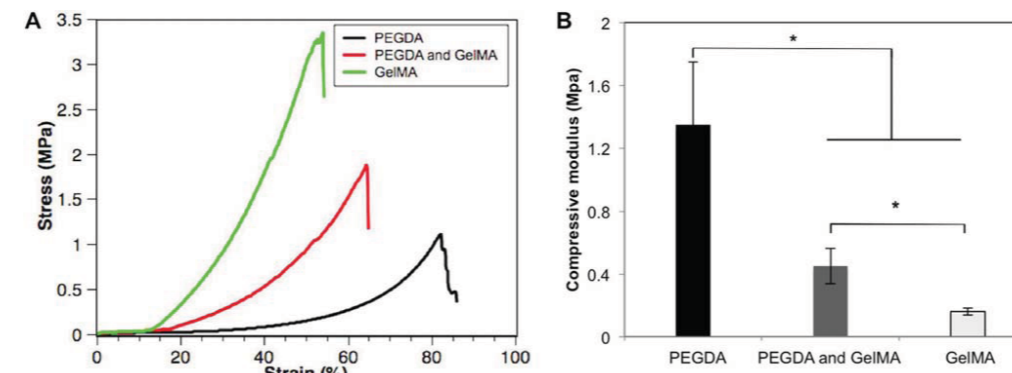 A
3.5
3
2.5
2
1.5
1
0.5
0
Stress (MPa)
PEGDA
PEGDA and GelMA
GelMA
0 20 40 60 80 100
Strain (%)
B
1.6
1.2
0.8
0.4
0
Compressive modulus (Mpa)
*
*
PEGDA PEGDA and GelMA GelMA